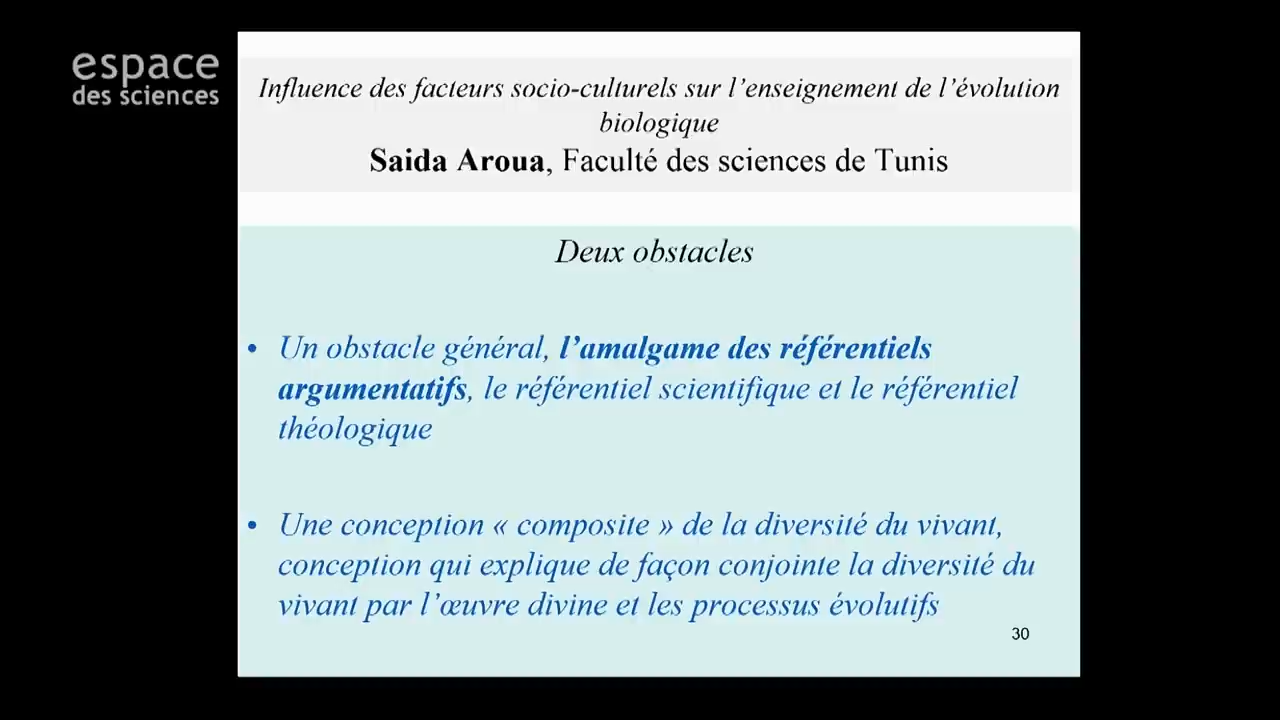 espace
des sciences
Influence des facteurs socio-culturels sur l’enseignement de l’évolution
biologique
Saida Aroua, Faculté des sciences de Tunis
Deux obstacles
• Un obstacle général, l’amalgame des référentiels
argumentatifs, le référentiel scientifique et le référentiel
théologique
• Une conception « composite » de la diversité du vivant,
conception qui explique de façon conjointe la diversité du
vivant par l’œuvre divine et les processus évolutifs
30